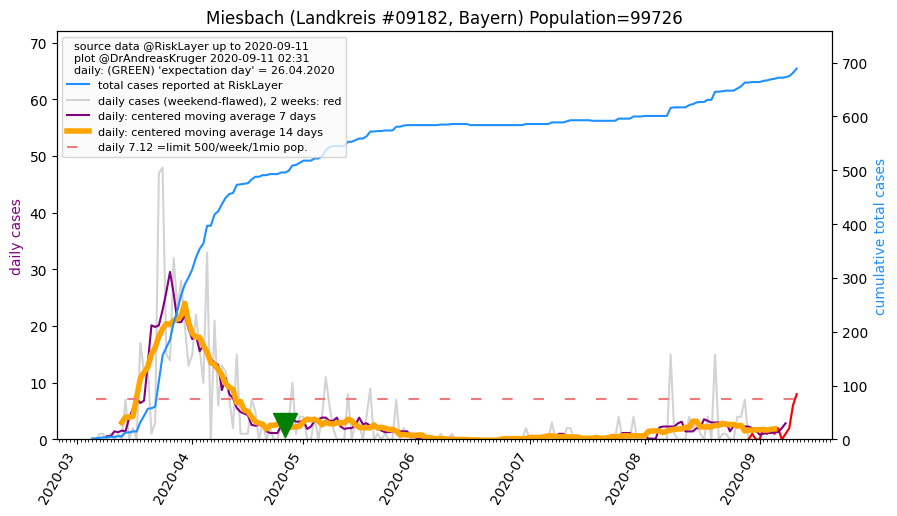 Miesbach (Landkreis #09182, Bayern) Population=99726
source data @RiskLayer up to 2020-09-11
plot @DrAndreasKruger 2020-09-11 02:31
daily: (GREEN) 'expectation day' = 26.04.2020
total cases reported at RiskLayer
daily cases (weekend-flawed), 2 weeks: red
daily: centered moving average 7 days
daily: centered moving average 14 days
daily 7.12 =limit 500/week/1mio pop.
daily cases
70
60
50
40
30
20
10
0
cumulative total cases
700
600
500
400
300
200
100
0
2020-03
2020-04
2020-05
2020-06
2020-07
2020-08
2020-09